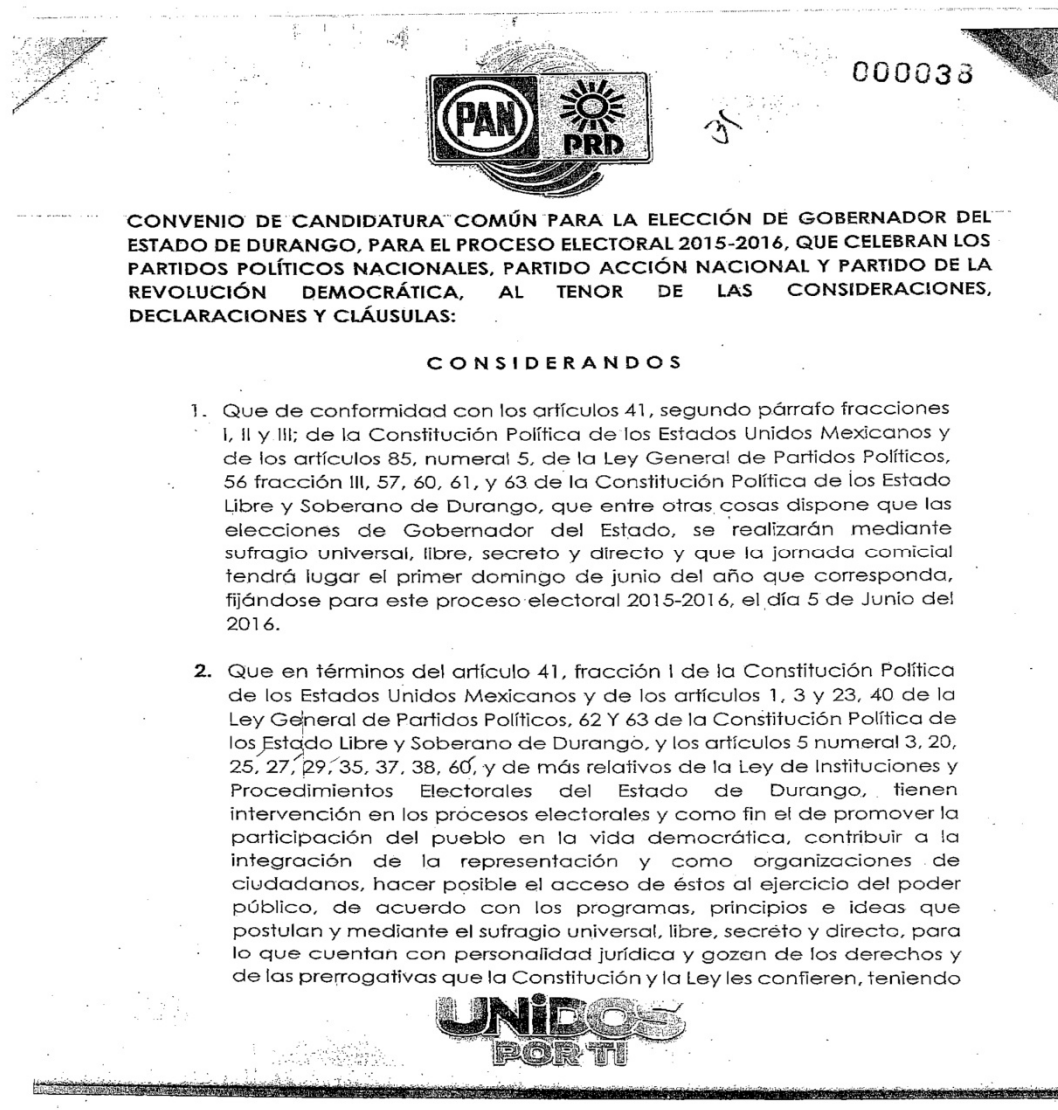 000038
PAN
PRD
CONVENIO DE CANDIDATURA COMÚN PARA LA ELECCIÓN DE GOBERNADOR DEL
ESTADO DE DURANGO, PARA EL PROCESO ELECTORAL 2015-2016, QUE CELEBRAN LOS
PARTIDOS POLÍTICOS NACIONALES, PARTIDO ACCIÓN NACIONAL Y PARTIDO DE LA
REVOLUCIÓN DEMOCRÁTICA, AL TENOR DE LAS CONSIDERACIONES,
DECLARACIONES Y CLÁUSULAS:
CONSIDERANDOS
1. Que de conformidad con los artículos 41, segundo párrafo fracciones
I, II y III; de la Constitución Política de los Estados Unidos Mexicanos y
de los artículos 85, numeral 5, de la Ley General de Partidos Políticos,
56 fracción III, 57, 60, 61, y 63 de la Constitución Política de los Estado
Libre y Soberano de Durango, que entre otras cosas dispone que las
elecciones de Gobernador del Estado, se realizarán mediante
sufragio universal, libre, secreto y directo y que la jornada comicial
tendrá lugar el primer domingo de junio del año que corresponda,
fijándose para este proceso electoral 2015-2016, el día 5 de Junio del
2016.
2. Que en términos del artículo 41, fracción I de la Constitución Política
de los Estados Unidos Mexicanos y de los artículos 1, 3 y 23, 40 de la
Ley General de Partidos Políticos, 62 Y 63 de la Constitución Política de
los Estado Libre y Soberano de Durango, y los artículos 5 numeral 3, 20,
25, 27, 29, 35, 37, 38, 60, y de más relativos de la Ley de Instituciones y
Procedimientos Electorales del Estado de Durango, tienen
intervención en los procesos electorales y como fin el de promover la
participación del pueblo en la vida democrática, contribuir a la
integración de la representación y como organizaciones de
ciudadanos, hacer posible el acceso de éstos al ejercicio del poder
público, de acuerdo con los programas, principios e ideas que
postulan y mediante el sufragio universal, libre, secreto y directo, para
lo que cuentan con personalidad jurídica y gozan de los derechos y
de las prerrogativas que la Constitución y la Ley les confieren, teniendo
UNiDOS
POR TI